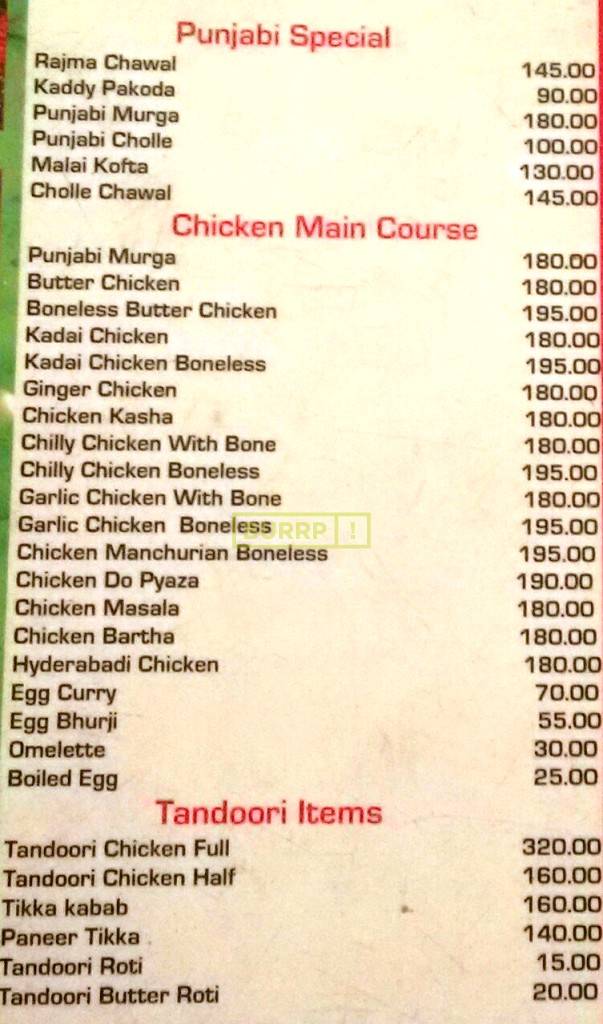 Punjabi Special
Rajma Chawal 145.00
Kaddy Pakoda 90.00
Punjabi Murga 180.00
Punjabi Cholle 100.00
Malai Kofta 130.00
Cholle Chawal 145.00
Chicken Main Course
Punjabi Murga 180.00
Butter Chicken 180.00
Boneless Butter Chicken 195.00
Kadai Chicken 180.00
Kadai Chicken Boneless 195.00
Ginger Chicken 180.00
Chicken Kasha 180.00
Chilly Chicken With Bone 180.00
Chilly Chicken Boneless 195.00
Garlic Chicken With Bone 180.00
Garlic Chicken Boneless 195.00
BURRP!
Chicken Manchurian Boneless 195.00
Chicken Do Pyaza 190.00
Chicken Masala 180.00
Chicken Bartha 180.00
Hyderabadi Chicken 180.00
Egg Curry 70.00
Egg Bhurji 55.00
Omelette 30.00
Boiled Egg 25.00
Tandoori Items
Tandoori Chicken Full 320.00
Tandoori Chicken Half 160.00
Tikka kabab 160.00
Paneer Tikka 140.00
Tandoori Roti 15.00
Tandoori Butter Roti 20.00